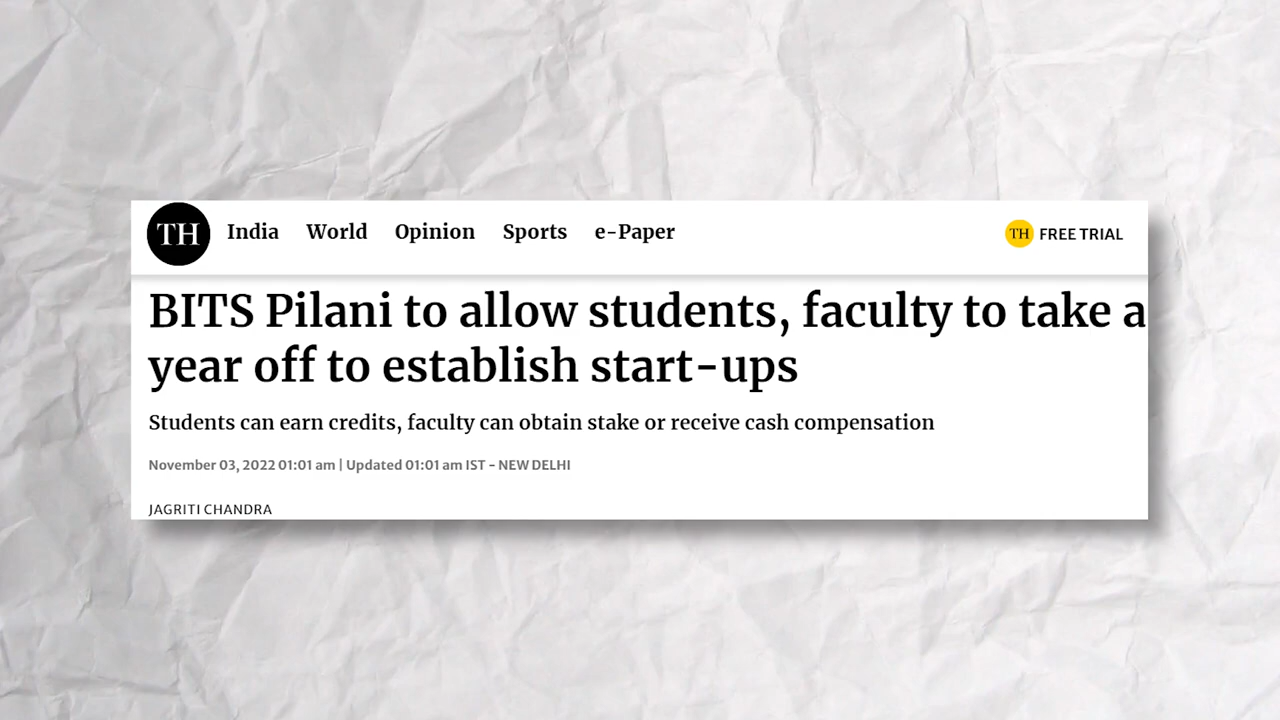 TH India World Opinion Sports e-Paper TH FREE TRIAL
BITS Pilani to allow students, faculty to take a
year off to establish start-ups
Students can earn credits, faculty can obtain stake or receive cash compensation
November 03, 2022 01:01 am | Updated 01:01 am IST - NEW DELHI
JAGRITI CHANDRA